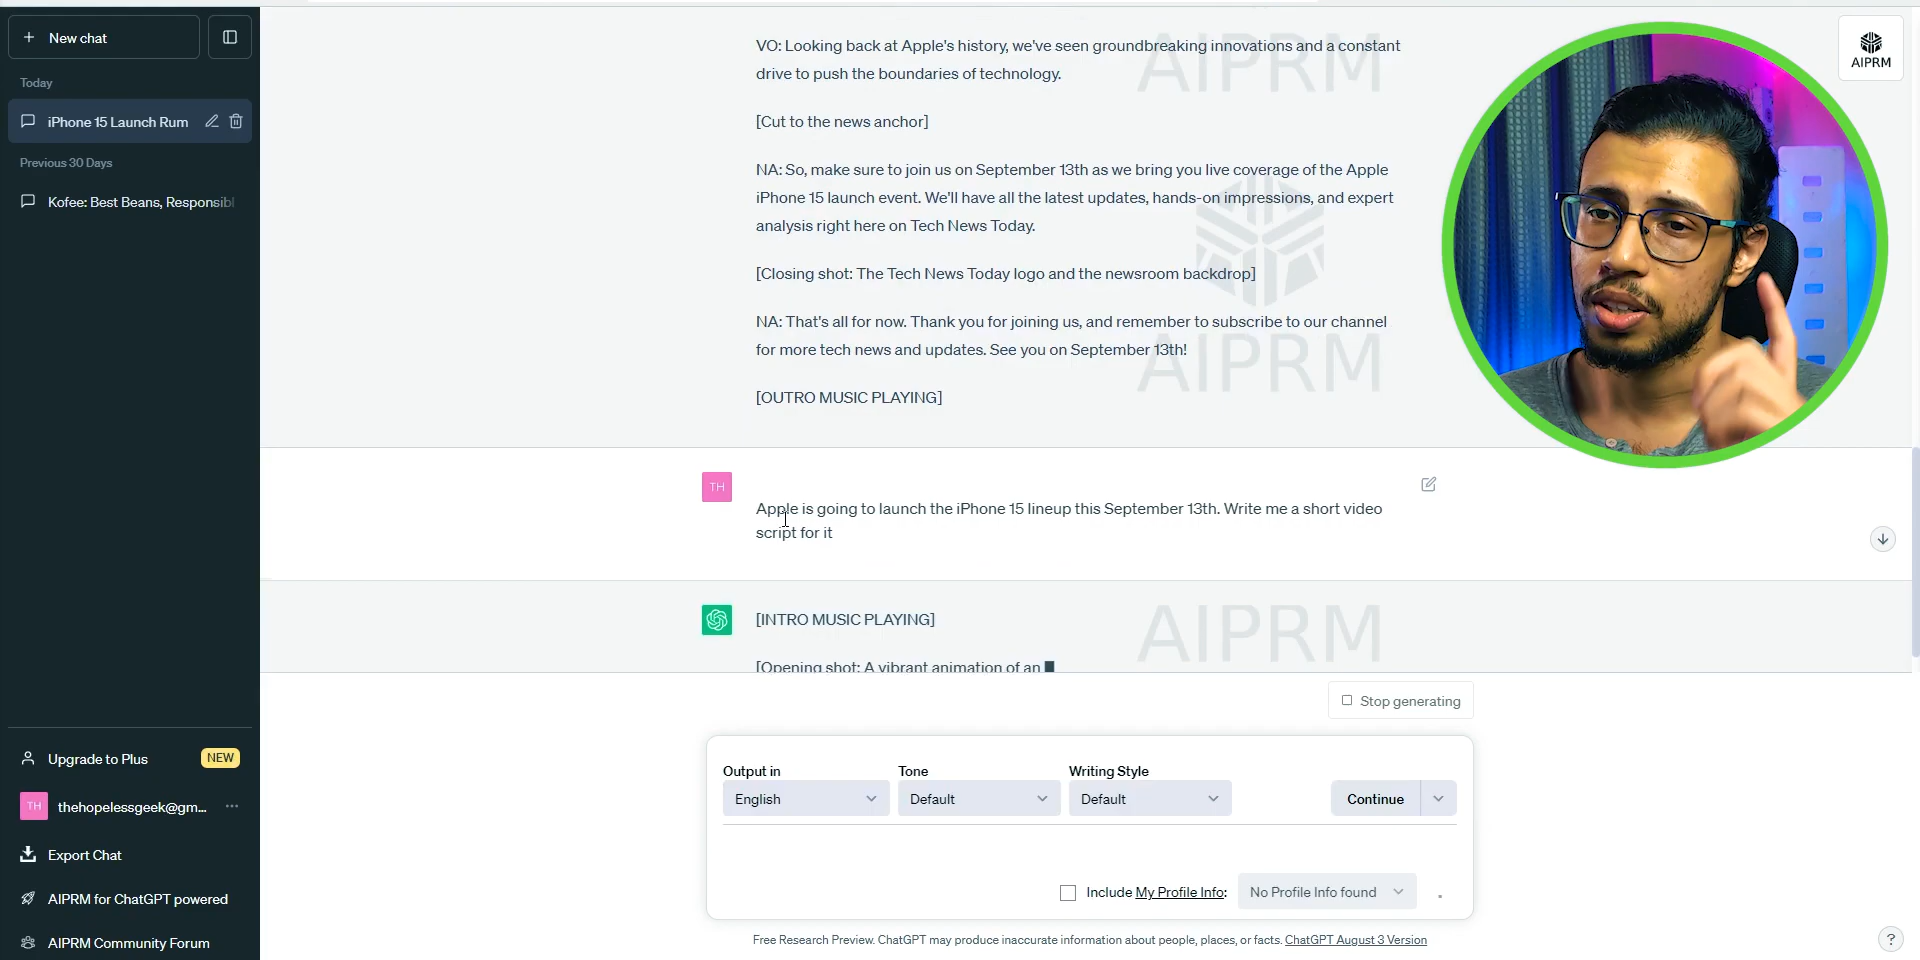 New chat
Today
iPhone 15 Launch Rum
Previous 30 Days
Kofee: Best Beans, Responsibl
Upgrade to Plus
NEW
TH
thehopelessgeek@gm...
Export Chat
AIPRM for ChatGPT powered
AIPRM Community Forum
AIPRM
VO: Looking back at Apple's history, we've seen groundbreaking innovations and a constant
drive to push the boundaries of technology.
AIPRM
[Cut to the news anchor]
NA: So, make sure to join us on September 13th as we bring you live coverage of the Apple
iPhone 15 launch event. We'll have all the latest updates, hands-on impressions, and expert
analysis right here on Tech News Today.
[Closing shot: The Tech News Today logo and the newsroom backdrop]
NA: That's all for now. Thank you for joining us, and remember to subscribe to our channel
for more tech news and updates. See you on September 13th!
AIPRM
[OUTRO MUSIC PLAYING]
TH
Apple is going to launch the iPhone 15 lineup this September 13th. Write me a short video
script for it
[INTRO MUSIC PLAYING]
AIPRM
[Opening shot: A vibrant animation of an
Stop generating
Output in
Tone
Writing Style
English
Default
Default
Continue
Include My Profile Info:
No Profile Info found
Free Research Preview. ChatGPT may produce inaccurate information about people, places, or facts. ChatGPT August 3 Version
?